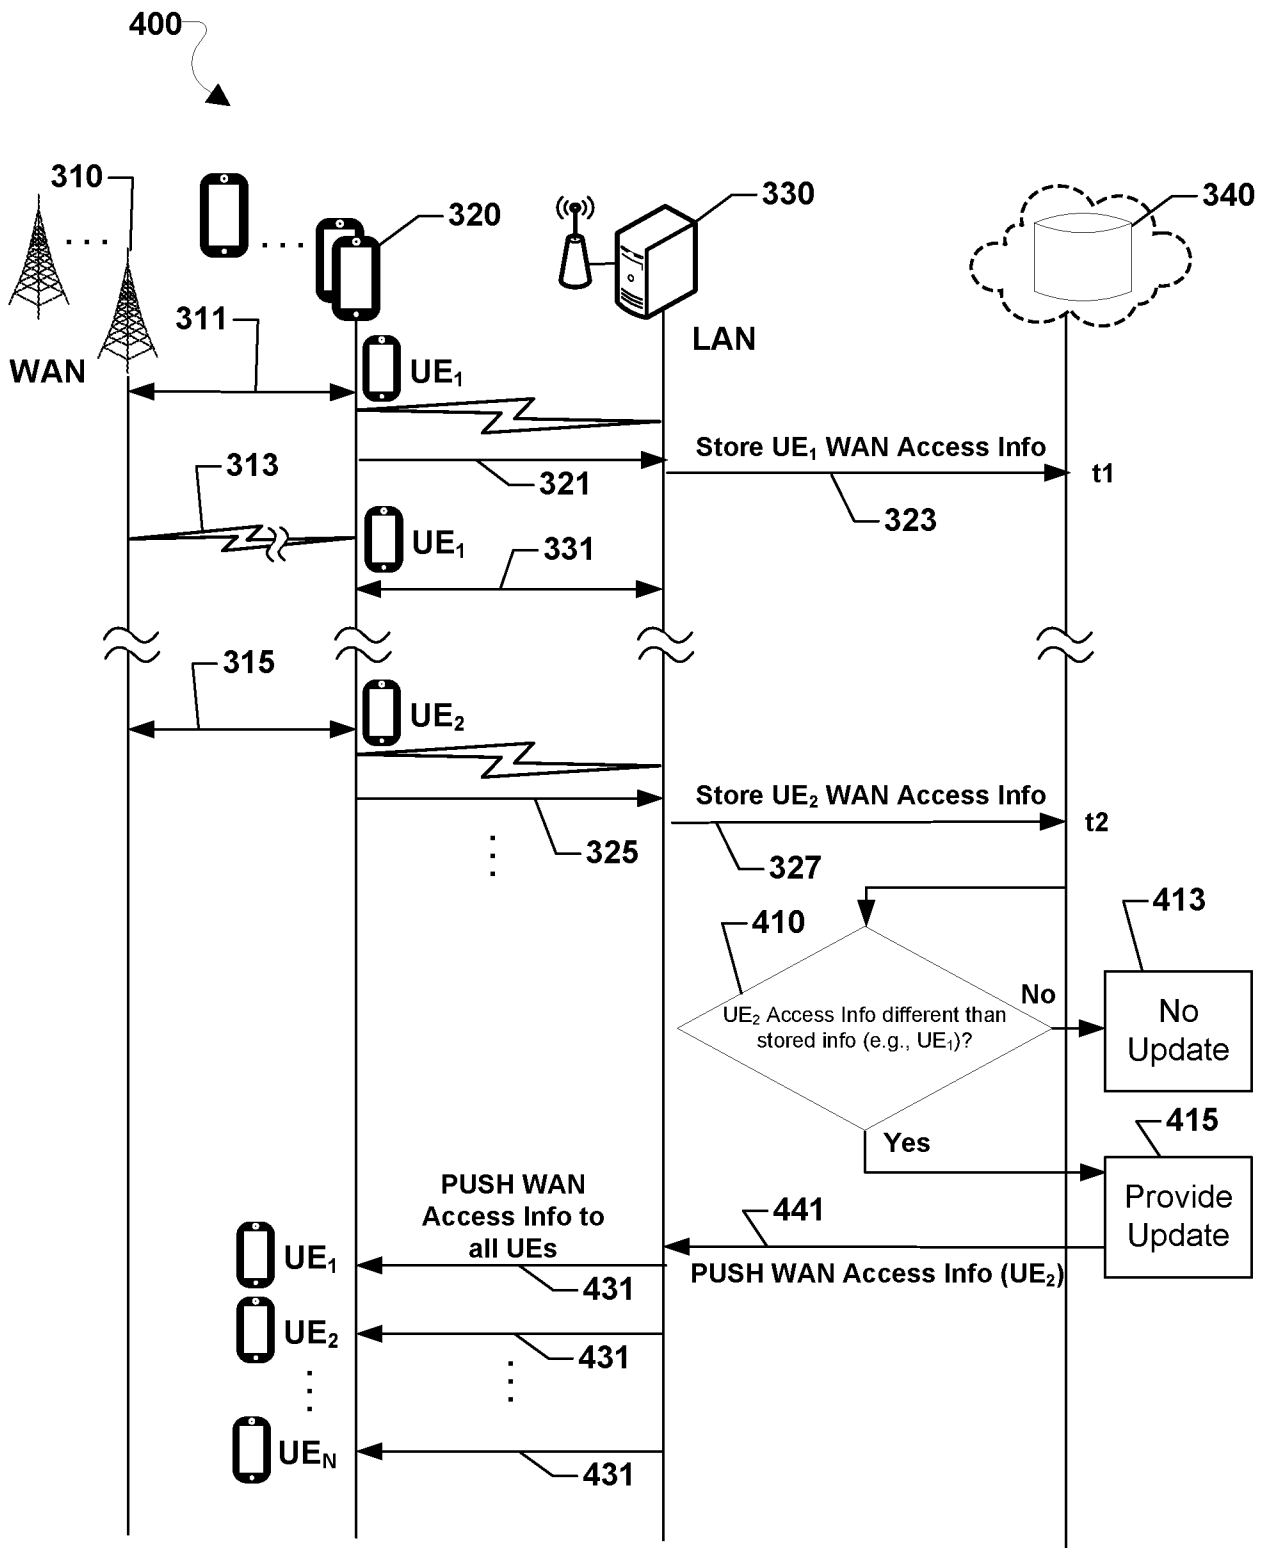 400
310
320
330
340
311
WAN
LAN
UE1
Store UE1 WAN Access Info
313
321
t1
323
UE1
331
315
UE2
Store UE2 WAN Access Info
t2
325
327
410
413
No
UE2 Access Info different than
stored info (e.g., UE1)?
No
Update
Yes
415
PUSH WAN
Access Info to
all UEs
441
Provide
Update
UE1
431
PUSH WAN Access Info (UE2)
UE2
431
UEN
431